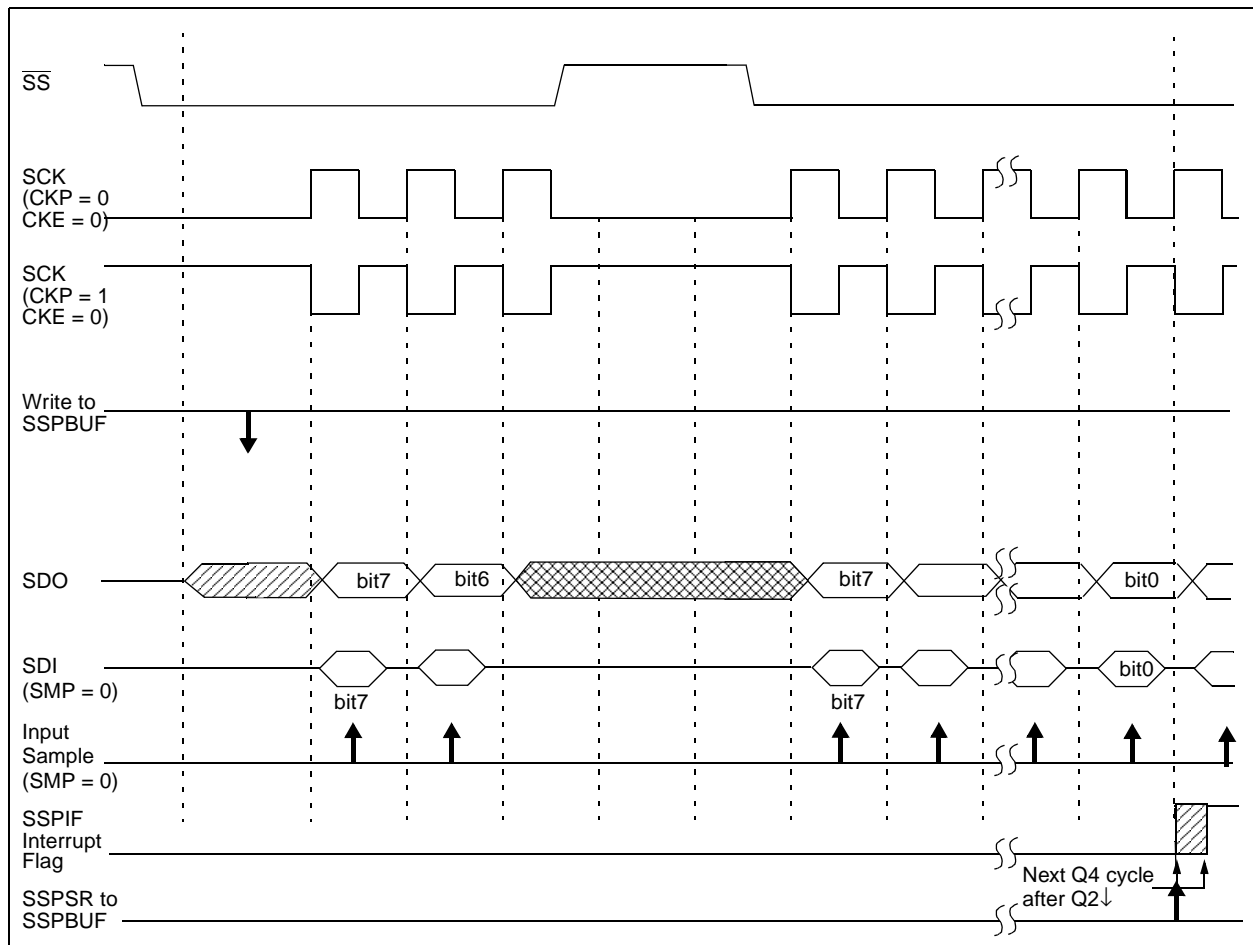 SS
SCK
(CKP = 0
CKE = 0)
SCK
(CKP = 1
CKE = 0)
Write to
SSPBUF
SDO
bit7
bit6
bit7
bit0
SDI
(SMP = 0)
bit7
bit7
bit0
Input
Sample
(SMP = 0)
SSPIF
Interrupt
Flag
Next Q4 cycle
after Q2↓
SSPSR to
SSPBUF